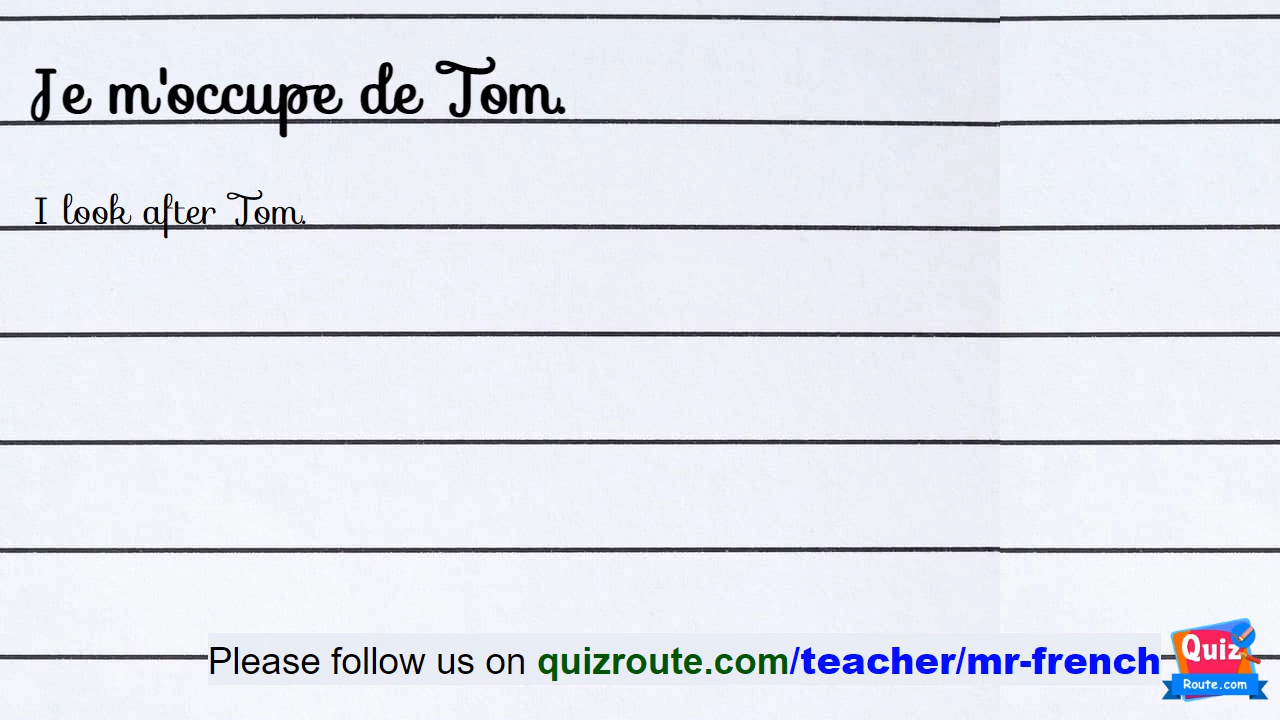 Je m'occupe de Tom.
I look after Tom.
Please follow us on quizroute.com/teacher/mr-french
Quiz
Route.com